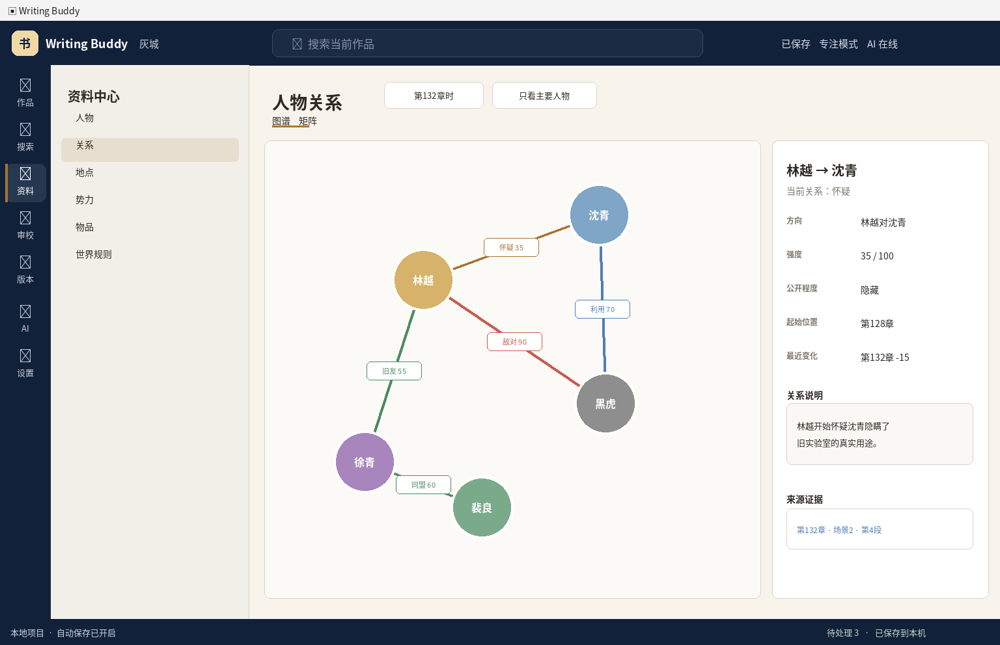 Writing Buddy
书 Writing Buddy 灰城
搜索当前作品
已保存 专注模式 AI 在线
作品
搜索
资料
审校
版本
AI
设置
资料中心
人物
关系
地点
势力
物品
世界规则
人物关系
第132章时
只看主要人物
图谱 矩阵
沈青
怀疑 35
林越
利用 70
敌对 90
旧友 55
黑虎
徐青
同盟 60
裴良
林越 → 沈青
当前关系：怀疑
方向 林越对沈青
强度 35 / 100
公开程度 隐藏
起始位置 第128章
最近变化 第132章 -15
关系说明
林越开始怀疑沈青隐瞒了
旧实验室的真实用途。
来源证据
第132章 · 场景2 · 第4段
本地项目 · 自动保存已开启
待处理 3 · 已保存到本机